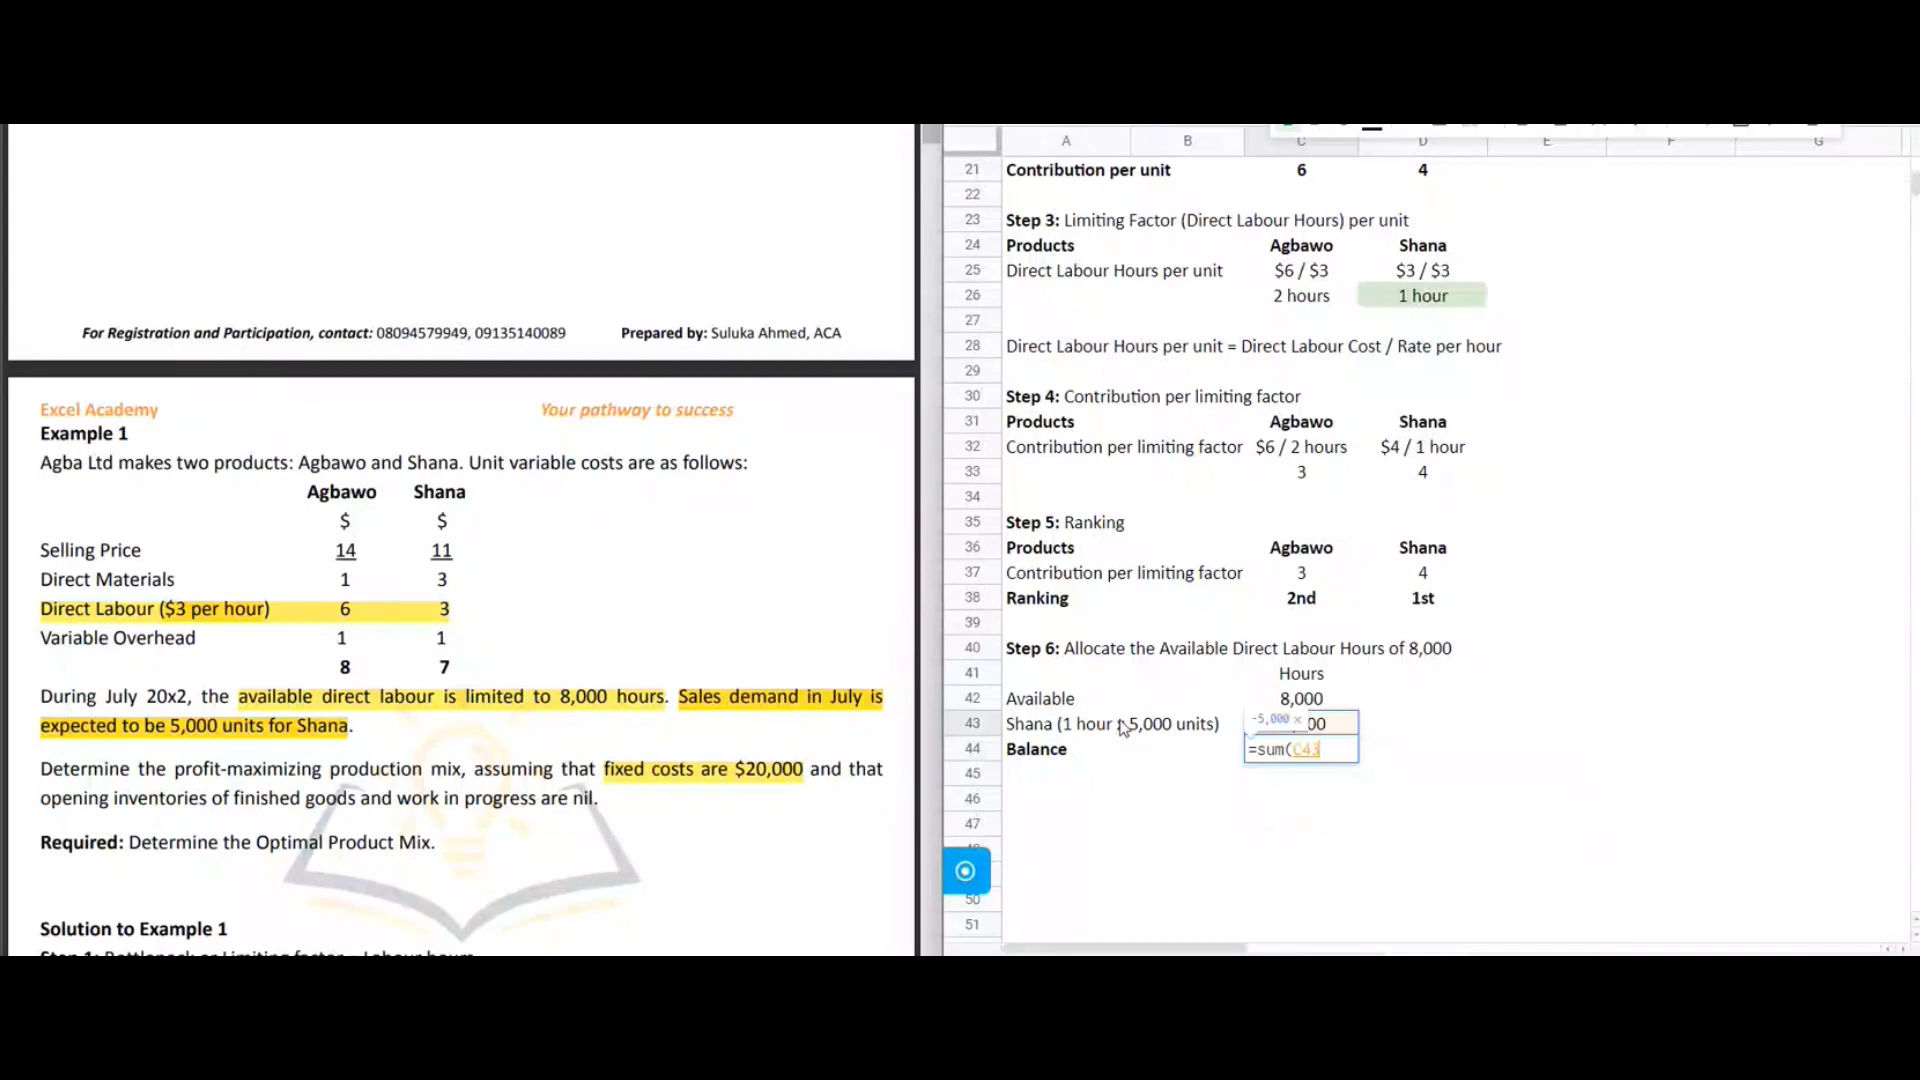 For Registration and Participation, contact: 08094579949, 09135140089 Prepared by: Suluka Ahmed, ACA
Excel Academy Your pathway to success
Example 1
Agba Ltd makes two products: Agbawo and Shana. Unit variable costs are as follows:
Agbawo Shana
$ $
Selling Price 14 11
Direct Materials 1 3
Direct Labour ($3 per hour) 6 3
Variable Overhead 1 1
8 7
During July 20x2, the available direct labour is limited to 8,000 hours. Sales demand in July is
expected to be 5,000 units for Shana.
Determine the profit-maximizing production mix, assuming that fixed costs are $20,000 and that
opening inventories of finished goods and work in progress are nil.
Required: Determine the Optimal Product Mix.
Solution to Example 1
A B C D E F G
21 Contribution per unit 6 4
22
23 Step 3: Limiting Factor (Direct Labour Hours) per unit
24 Products Agbawo Shana
25 Direct Labour Hours per unit $6 / $3 $3 / $3
26 2 hours 1 hour
27
28 Direct Labour Hours per unit = Direct Labour Cost / Rate per hour
29
30 Step 4: Contribution per limiting factor
31 Products Agbawo Shana
32 Contribution per limiting factor $6 / 2 hours $4 / 1 hour
33 3 4
34
35 Step 5: Ranking
36 Products Agbawo Shana
37 Contribution per limiting factor 3 4
38 Ranking 2nd 1st
39
40 Step 6: Allocate the Available Direct Labour Hours of 8,000
41 Hours
42 Available 8,000
43 Shana (1 hour 5,000 units) -5,000 × 00
44 Balance =sum(C43
45
46
47
50
51